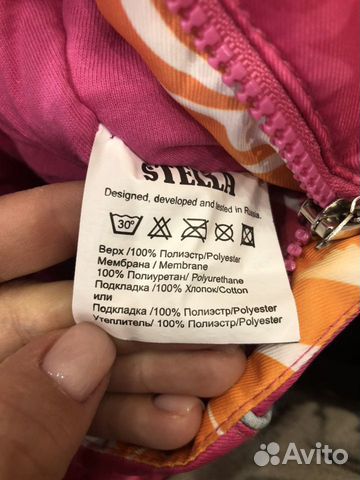 STELLA
Designed, developed and tested in Russia.
30°
Верх /100% Полиэстр/Polyester
Мембрана / Membrane
100% Полиуретан/ Polyurethane
Подкладка /100% Хлопок/Cotton
или
Подкладка /100% Полиэстр/Polyester
Утеплитель/ 100% Полиэстр/Polyester
Avito